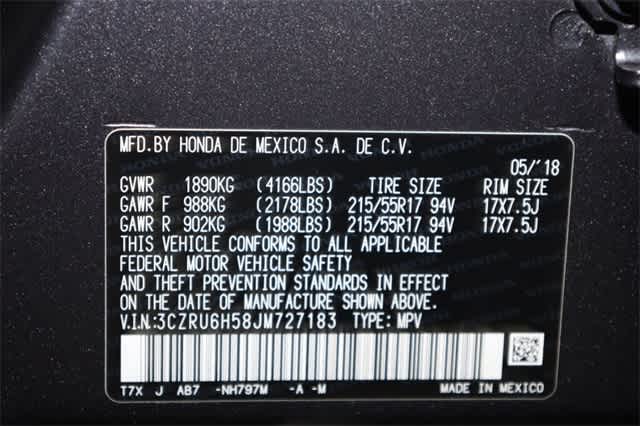 MFD.BY HONDA DE MEXICO S.A. DE C.V.
05/'18
GVWR 1890KG (4166LBS) TIRE SIZE RIM SIZE
GAWR F 988KG (2178LBS) 215/55R17 94V 17X7.5J
GAWR R 902KG (1988LBS) 215/55R17 94V 17X7.5J
THIS VEHICLE CONFORMS TO ALL APPLICABLE
FEDERAL MOTOR VEHICLE SAFETY
AND THEFT PREVENTION STANDARDS IN EFFECT
ON THE DATE OF MANUFACTURE SHOWN ABOVE.
V.I.N:3CZRU6H58JM727183 TYPE: MPV
T7X J AB7 -NH797M -A -M MADE IN MEXICO